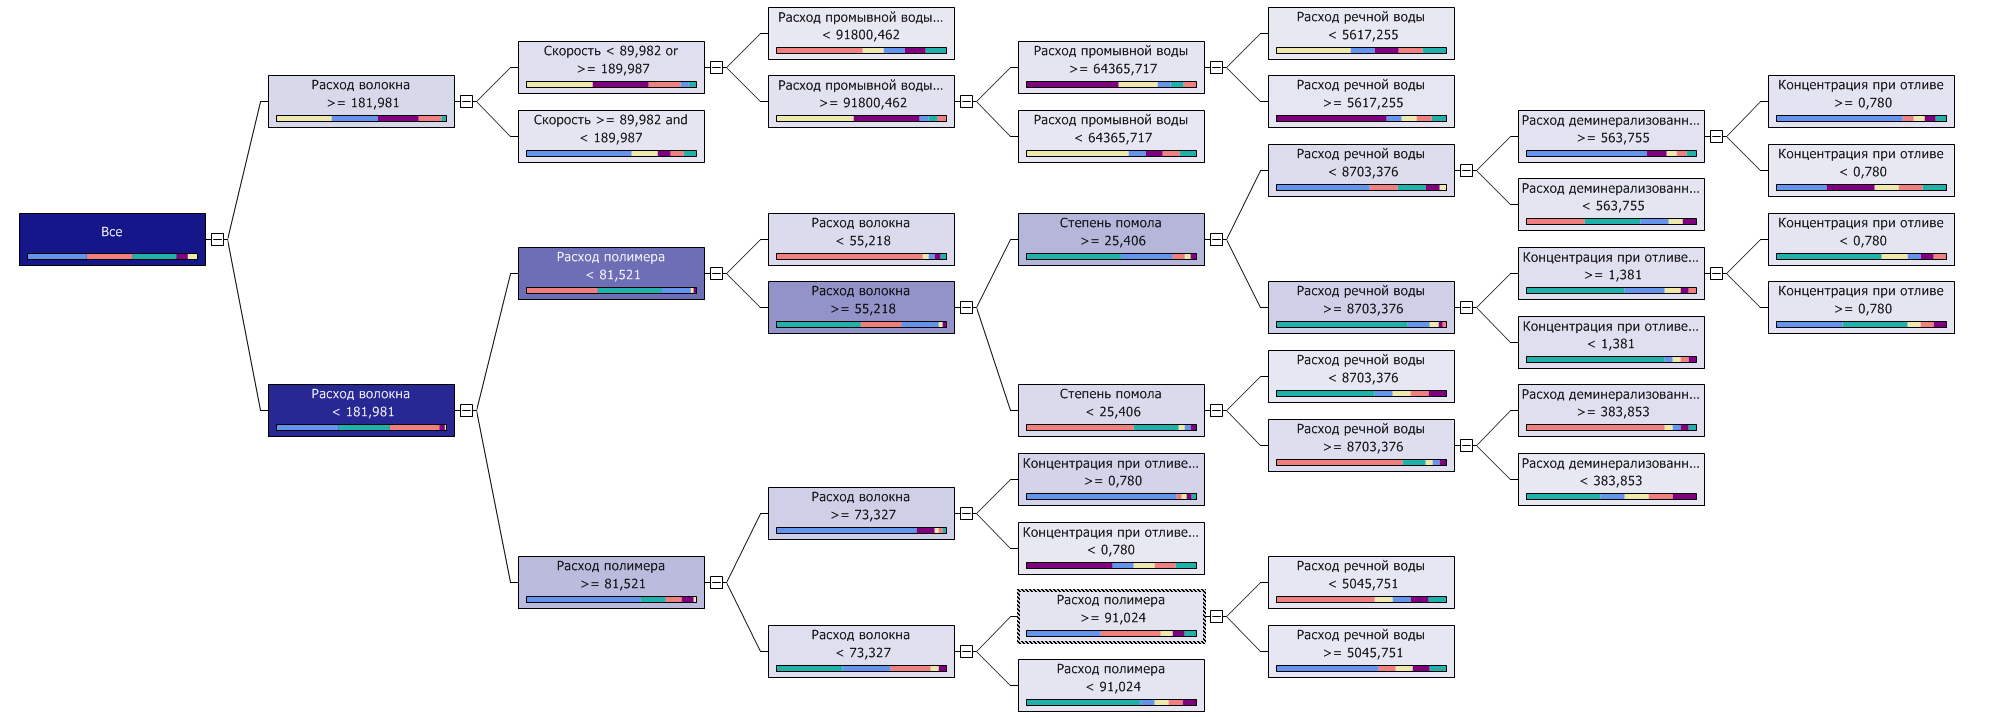 Все
Расход волокна
>= 181,981
Расход волокна
< 181,981
Скорость < 89,982 or
>= 189,987
Скорость >= 89,982 and
< 189,987
Расход полимера
< 81,521
Расход полимера
>= 81,521
Расход промывной воды...
< 91800,462
Расход промывной воды...
>= 91800,462
Расход волокна
< 55,218
Расход волокна
>= 55,218
Расход волокна
>= 73,327
Расход волокна
< 73,327
Расход промывной воды
>= 64365,717
Расход промывной воды
< 64365,717
Степень помола
>= 25,406
Степень помола
< 25,406
Концентрация при отливе...
>= 0,780
Концентрация при отливе...
< 0,780
Расход полимера
>= 91,024
Расход полимера
< 91,024
Расход речной воды
< 5617,255
Расход речной воды
>= 5617,255
Расход речной воды
< 8703,376
Расход речной воды
>= 8703,376
Расход речной воды
< 8703,376
Расход речной воды
>= 8703,376
Расход речной воды
< 5045,751
Расход речной воды
>= 5045,751
Расход деминерализованн...
>= 563,755
Расход деминерализованн...
< 563,755
Концентрация при отливе...
>= 1,381
Концентрация при отливе...
< 1,381
Расход деминерализованн...
>= 383,853
Расход деминерализованн...
< 383,853
Концентрация при отливе
>= 0,780
Концентрация при отливе
< 0,780
Концентрация при отливе
< 0,780
Концентрация при отливе
>= 0,780